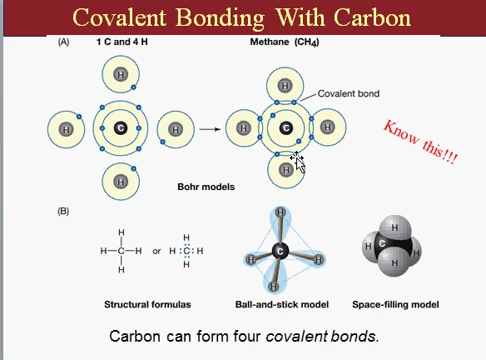 Covalent Bonding With Carbon
(A) 1 C and 4 H Methane (CH₄)
H H
Covalent bond
H C H H C H
Know this!!!
H H
Bohr models
(B)
H H H
H H
H–C–H or H:C:H C C
H H H H
H H H H
Structural formulas Ball-and-stick model Space-filling model
Carbon can form four covalent bonds.